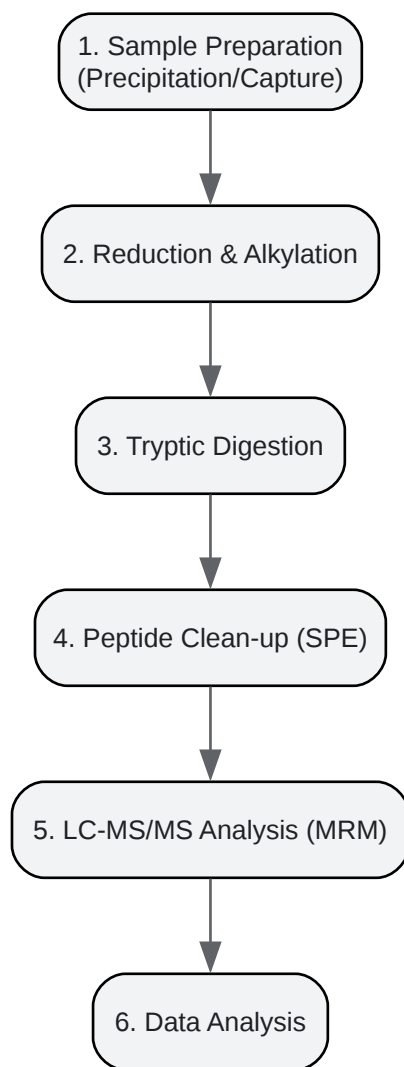 1. Sample Preparation
(Precipitation/Capture)
2. Reduction & Alkylation
3. Tryptic Digestion
4. Peptide Clean-up (SPE)
5. LC-MS/MS Analysis (MRM)
6. Data Analysis